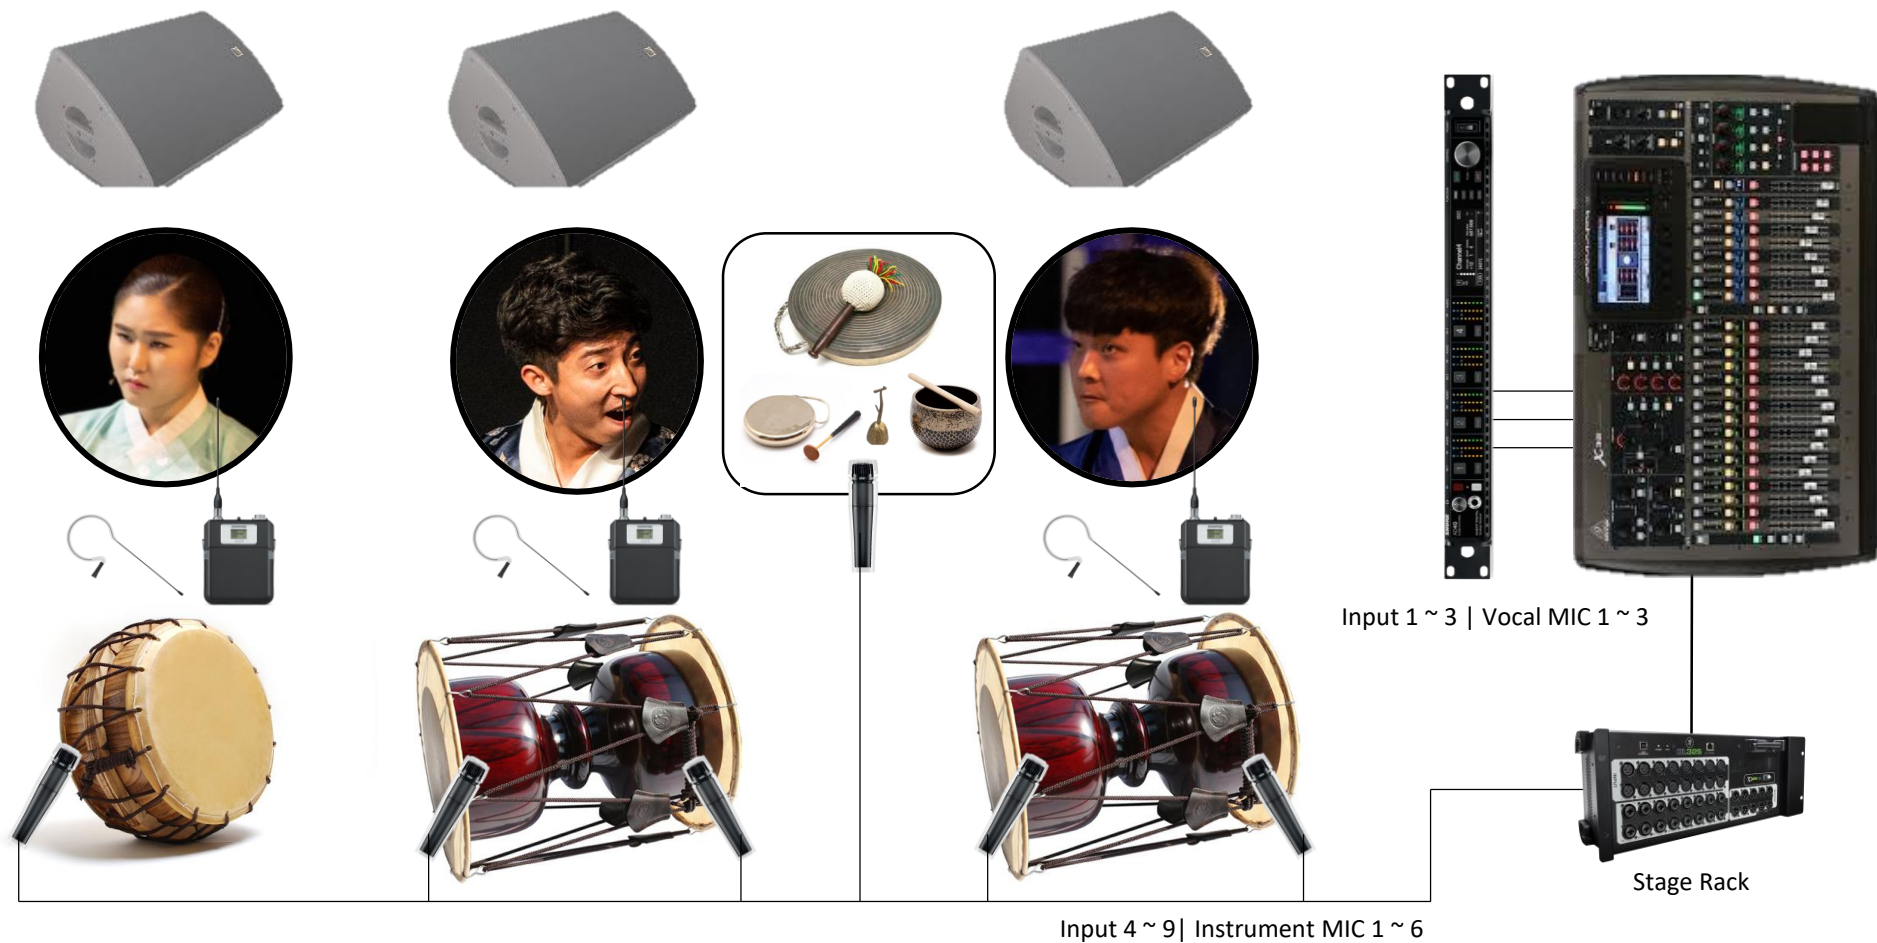 Input 1 ~ 3 | Vocal MIC 1 ~ 3
Stage Rack
Input 4 ~ 9| Instrument MIC 1 ~ 6